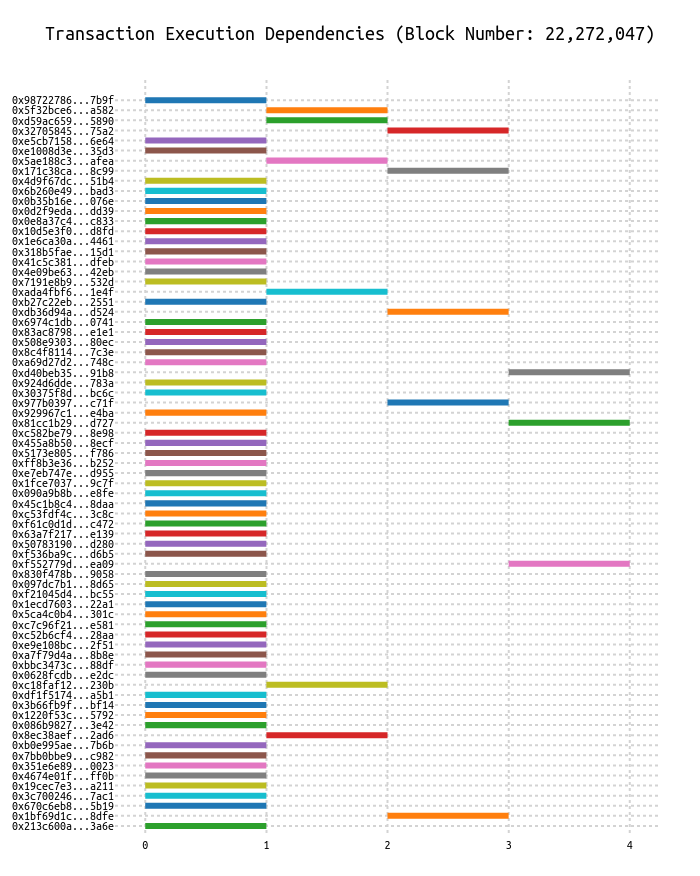 Transaction Execution Dependencies (Block Number: 22,272,047)
0x98722786...7b9f
0x5f32bce6...a582
0xd59ac659...5890
0x32705845...75a2
0xe5cb7158...6e64
0xe1008d3e...35d3
0x5ae188c3...afea
0x171c38ca...8c99
0x4d9f67dc...51b4
0x6b260e49...bad3
0x0b35b16e...076e
0x0d2f9eda...dd39
0x0e8a37c4...c833
0x10d5e3f0...d8fd
0x1e6ca30a...4461
0x318b5fae...15d1
0x41c5c381...dfeb
0x4e09be63...42eb
0x7191e8b9...532d
0xada4fbf6...1e4f
0xb27c22eb...2551
0xdb36d94a...d524
0x6974c1db...0741
0x83ac8798...e1e1
0x508e9303...80ec
0x8c4f8114...7c3e
0xa69d27d2...748c
0xd40beb35...91b8
0x924d6dde...783a
0x30375f8d...bc6c
0x977b0397...c71f
0x929967c1...e4ba
0x81cc1b29...d727
0xc582be79...8e98
0x455a8b50...8ecf
0x5173e805...f786
0xff8b3e36...b252
0xe7eb747e...d955
0x1fce7037...9c7f
0x090a9b8b...e8fe
0x45c1b8c4...8daa
0xc53fdf4c...3c8c
0xf61c0d1d...c472
0x63a7f217...e139
0x50783190...d280
0xf536ba9c...d6b5
0xf552779d...ea09
0x830f478b...9058
0x097dc7b1...8d65
0xf21045d4...bc55
0x1ecd7603...22a1
0x5ca4c0b4...301c
0xc7c96f21...e581
0xc52b6cf4...28aa
0xe9e108bc...2f51
0xa7f79d4a...8b8e
0xbbc3473c...88df
0x0628fcdb...e2dc
0xc18faf12...230b
0xdf1f5174...a5b1
0x3b66fb9f...bf14
0x1220f53c...5792
0x086b9827...3e42
0x8ec38aef...2ad6
0xb0e995ae...7b6b
0x7bb0bbe9...c982
0x351e6e89...0023
0x4674e01f...ff0b
0x19cec7e3...a211
0x3c700246...7ac1
0x670c6eb8...5b19
0x1bf69d1c...8dfe
0x213c600a...3a6e
0 1 2 3 4